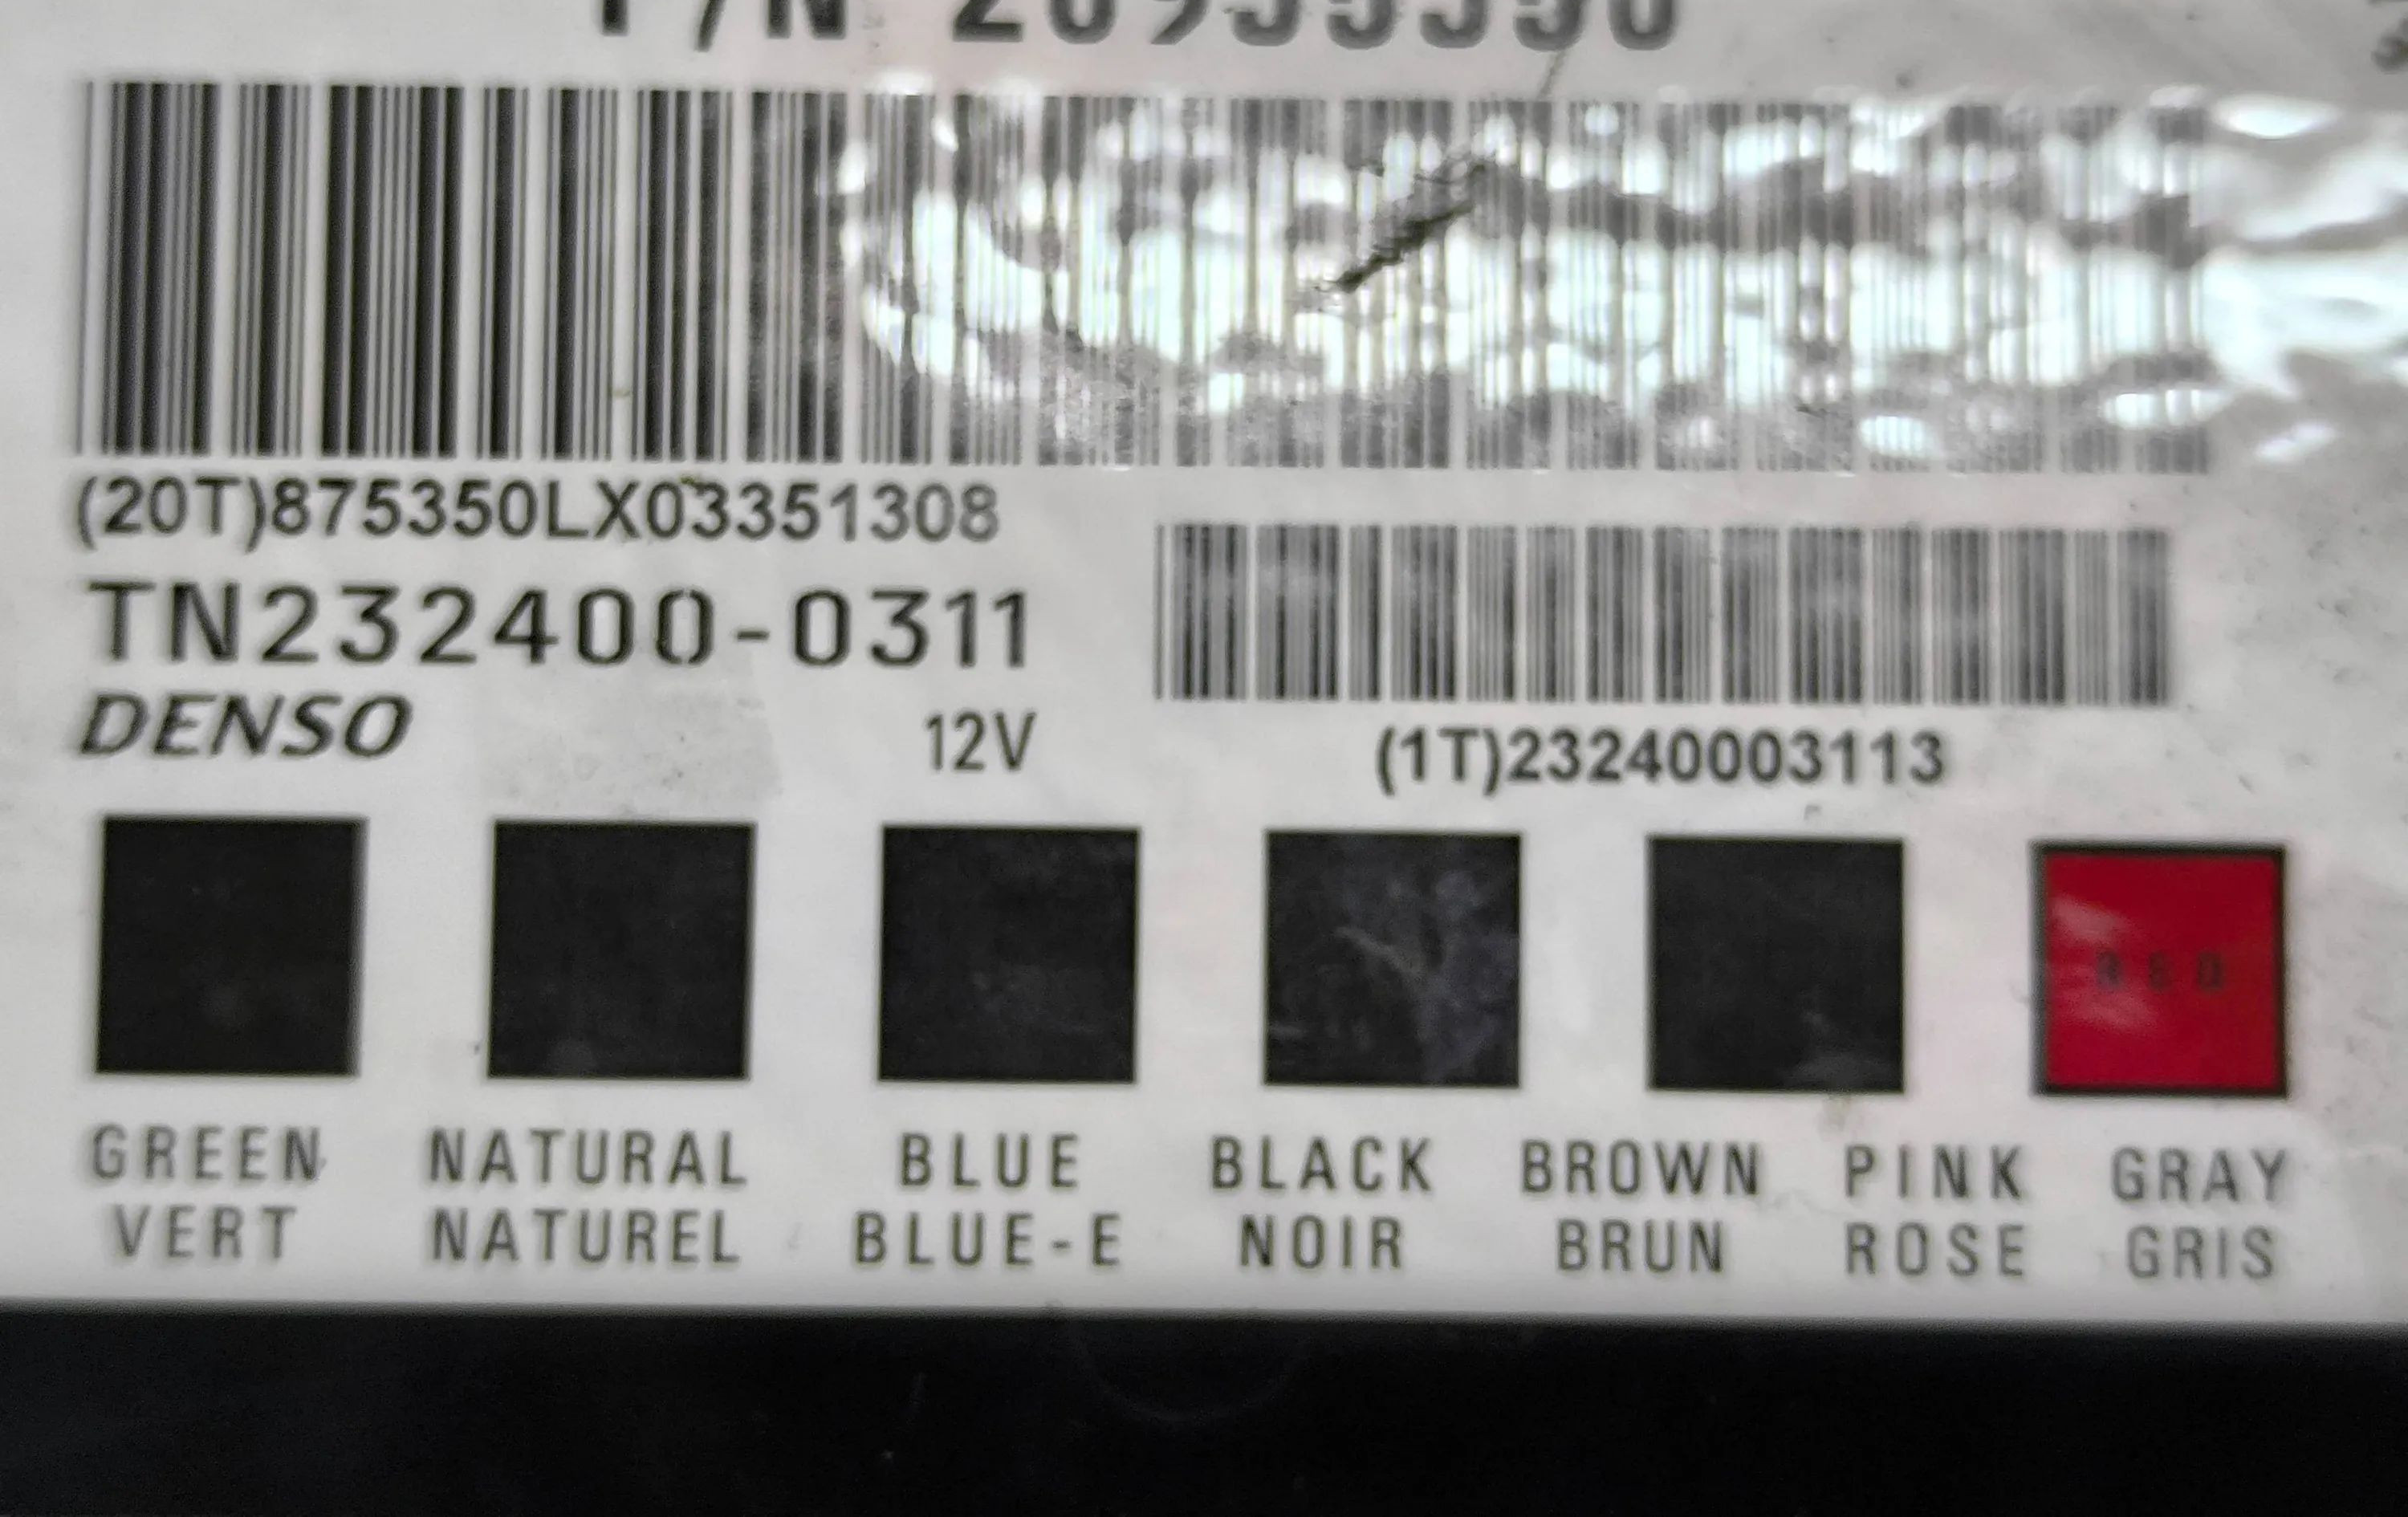 P/N
(20T)875350LX03351308
TN232400-0311
DENSO
12V
(1T)23240003113
RED
GREEN NATURAL BLUE BLACK BROWN PINK GRAY
VERT NATUREL BLUE-E NOIR BRUN ROSE GRIS